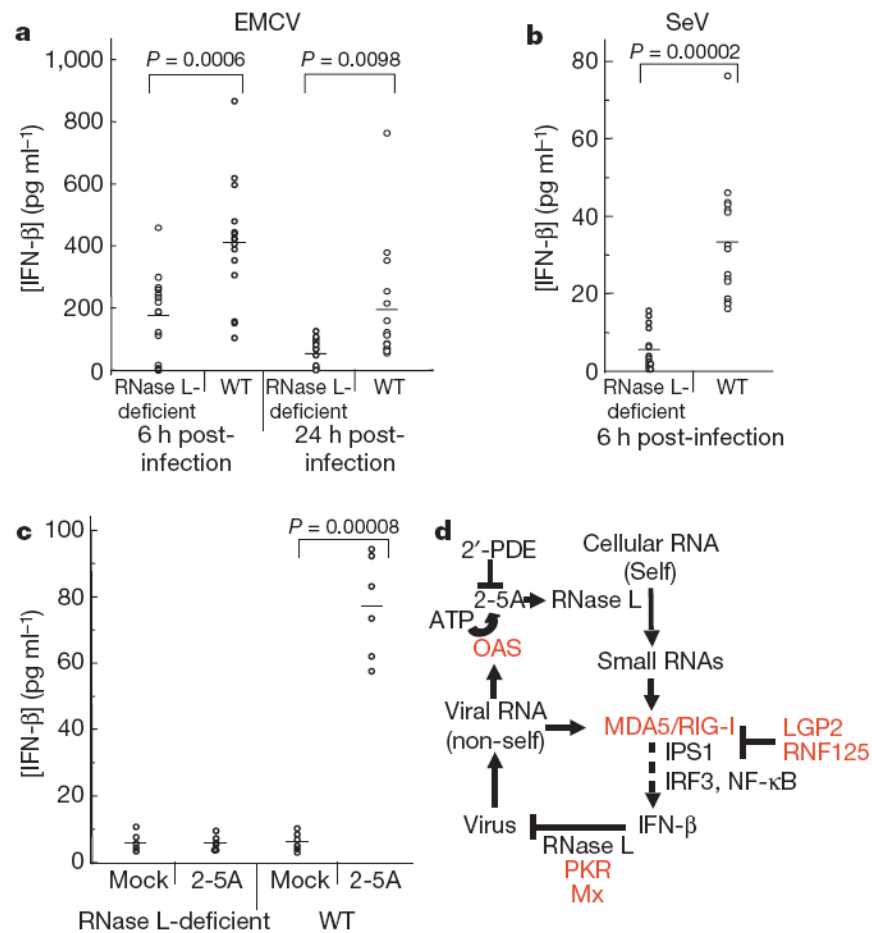 a
EMCV
P = 0.0006
P = 0.0098
[IFN-β] (pg ml⁻¹)
1,000
800
600
400
200
0
RNase L-
deficient
WT
RNase L-
deficient
WT
6 h post-
infection
24 h post-
infection
b
SeV
P = 0.00002
[IFN-β] (pg ml⁻¹)
80
60
40
20
0
RNase L-
deficient
WT
6 h post-infection
c
P = 0.00008
[IFN-β] (pg ml⁻¹)
100
80
60
40
20
0
Mock
2-5A
Mock
2-5A
RNase L-deficient
WT
d
2′-PDE
Cellular RNA
(Self)
2-5A
RNase L
ATP
OAS
Small RNAs
Viral RNA
(non-self)
MDA5/RIG-I
LGP2
RNF125
IPS1
IRF3, NF-κB
Virus
IFN-β
RNase L
PKR
Mx